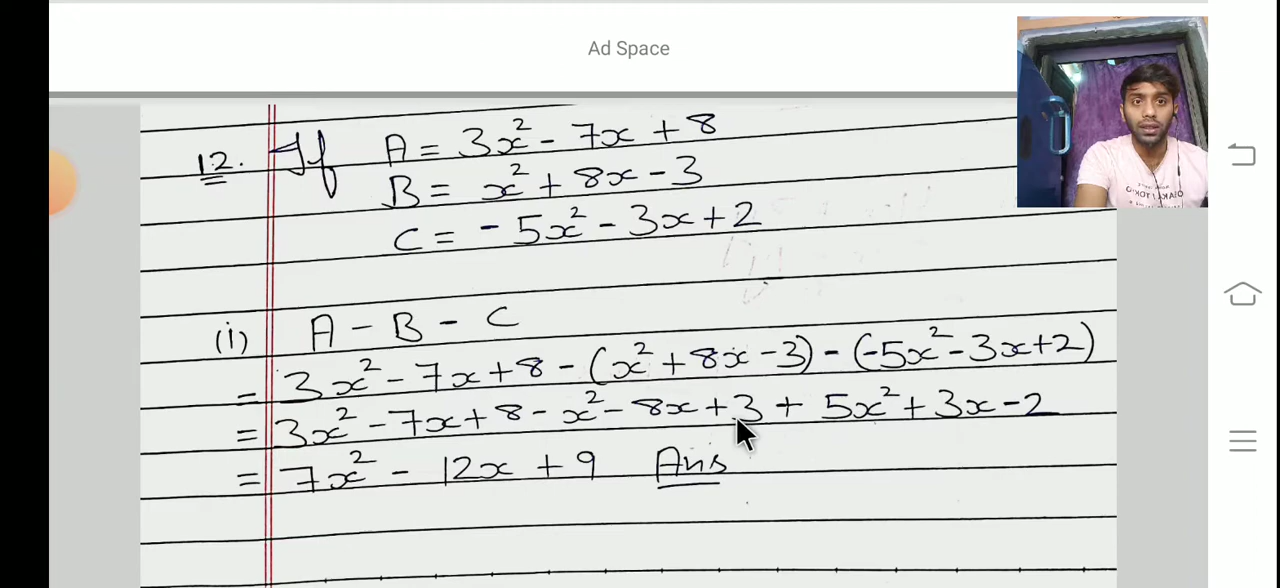 Ad Space
12. If A = 3x² - 7x + 8
B = x² + 8x - 3
C = - 5x² - 3x + 2
(i) A - B - C
= 3x² - 7x + 8 - (x² + 8x - 3) - (-5x² - 3x + 2)
= 3x² - 7x + 8 - x² - 8x + 3 + 5x² + 3x - 2
= 7x² - 12x + 9 Ans